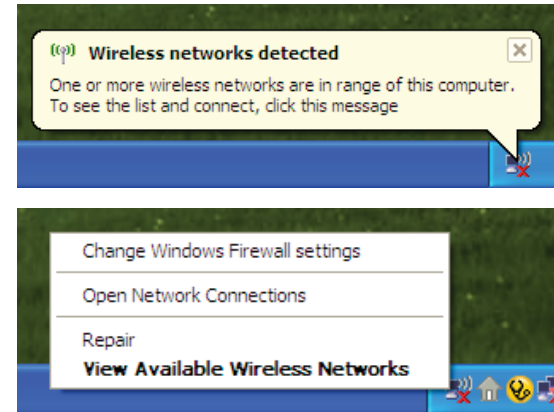 Wireless networks detected
One or more wireless networks are in range of this computer.
To see the list and connect, click this message
Change Windows Firewall settings
Open Network Connections
Repair
View Available Wireless Networks